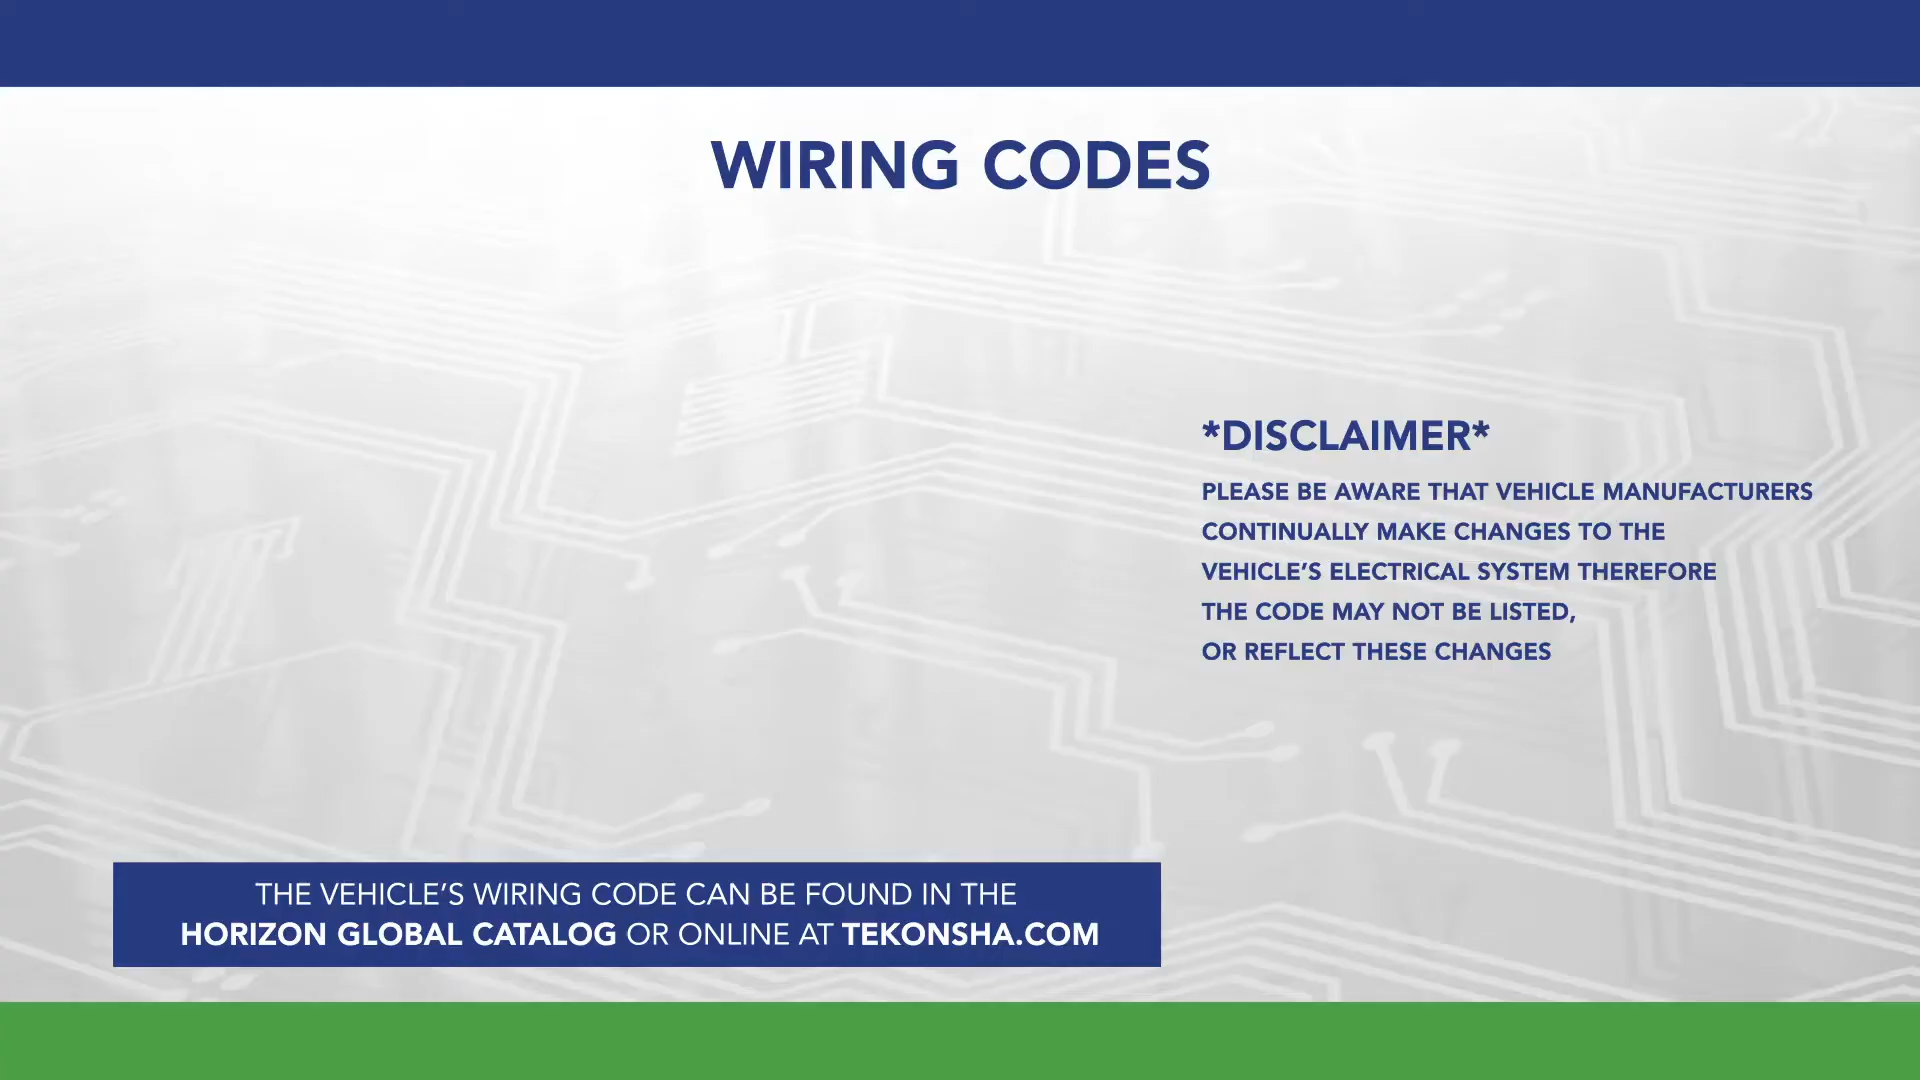 WIRING CODES
*DISCLAIMER*
PLEASE BE AWARE THAT VEHICLE MANUFACTURERS
CONTINUALLY MAKE CHANGES TO THE
VEHICLE’S ELECTRICAL SYSTEM THEREFORE
THE CODE MAY NOT BE LISTED,
OR REFLECT THESE CHANGES
THE VEHICLE’S WIRING CODE CAN BE FOUND IN THE
HORIZON GLOBAL CATALOG OR ONLINE AT TEKONSHA.COM